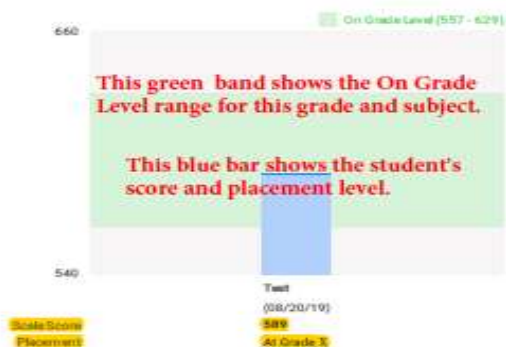 On Grade Level (557 - 629)
660
This green band shows the On Grade
Level range for this grade and subject.
This blue bar shows the student's
score and placement level.
540
Test
(08/20/19)
Scale Score 589
Placement At Grade X